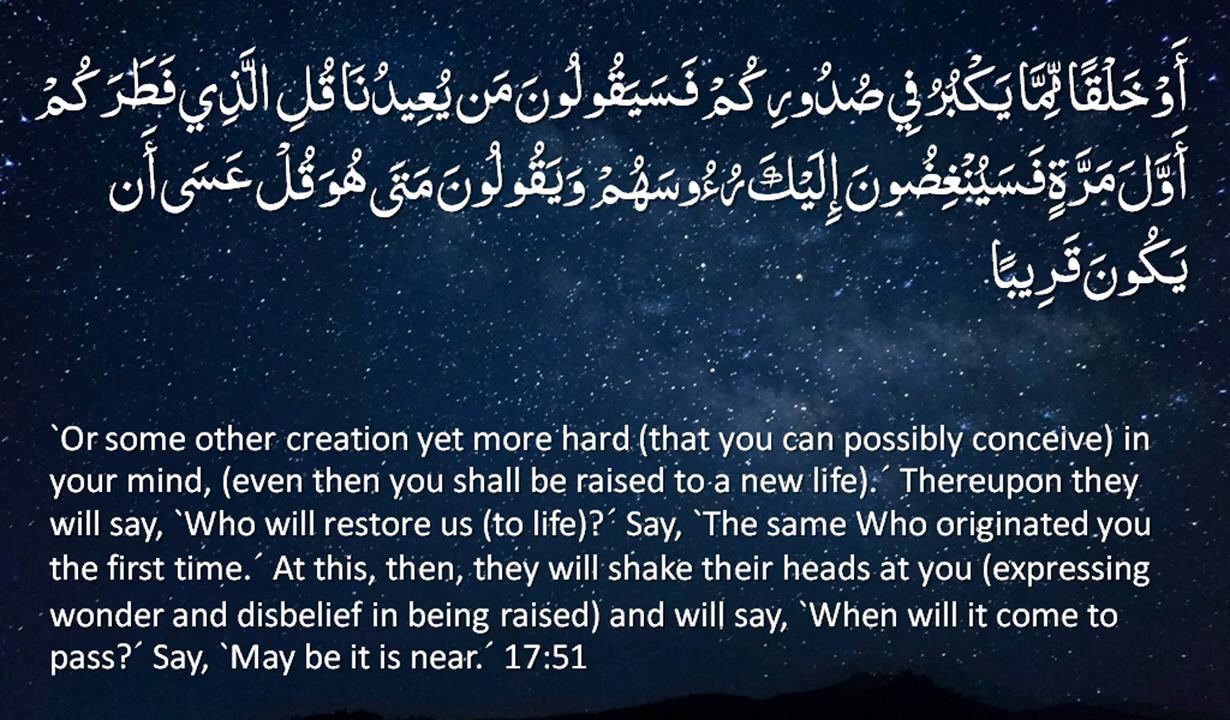 أَوْ خَلْقًا مِّمَّا يَكْبُرُ فِي صُدُورِكُمْ فَسَيَقُولُونَ مَن يُعِيدُنَا قُلِ الَّذِي فَطَرَكُمْ
أَوَّلَ مَرَّةٍ فَسَيُنْغِضُونَ إِلَيْكَ رُءُوسَهُمْ وَيَقُولُونَ مَتَى هُوَ قُلْ عَسَى أَن
يَكُونَ قَرِيبًا
`Or some other creation yet more hard (that you can possibly conceive) in
your mind, (even then you shall be raised to a new life).´ Thereupon they
will say, `Who will restore us (to life)?´ Say, `The same Who originated you
the first time.´ At this, then, they will shake their heads at you (expressing
wonder and disbelief in being raised) and will say, `When will it come to
pass?´ Say, `May be it is near.´ 17:51